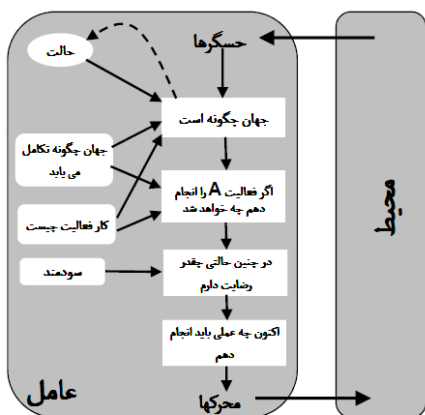 حسگرها
حالت
جهان چگونه است
جهان چگونه تکامل
می یابد
اگر فعالیت A را انجام
دهم چه خواهد شد
کار فعالیت چیست
در چنین حالتی چقدر
رضایت دارم
سودمند
اکنون چه عملی باید انجام
دهم
محرکها
عامل
محیط